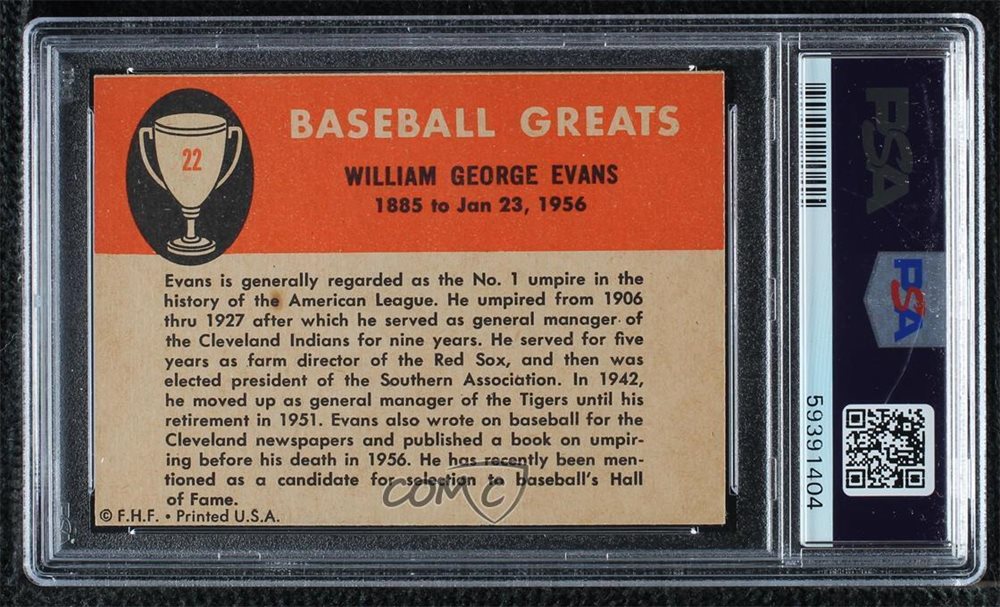 22
BASEBALL GREATS
WILLIAM GEORGE EVANS
1885 to Jan 23, 1956
Evans is generally regarded as the No. 1 umpire in the
history of the American League. He umpired from 1906
thru 1927 after which he served as general manager of
the Cleveland Indians for nine years. He served for five
years as farm director of the Red Sox, and then was
elected president of the Southern Association. In 1942,
he moved up as general manager of the Tigers until his
retirement in 1951. Evans also wrote on baseball for the
Cleveland newspapers and published a book on umpir-
ing before his death in 1956. He has recently been men-
tioned as a candidate for selection to baseball's Hall
of Fame.
© F.H.F. • Printed U.S.A.
COMC
PSA
PSA
59391404